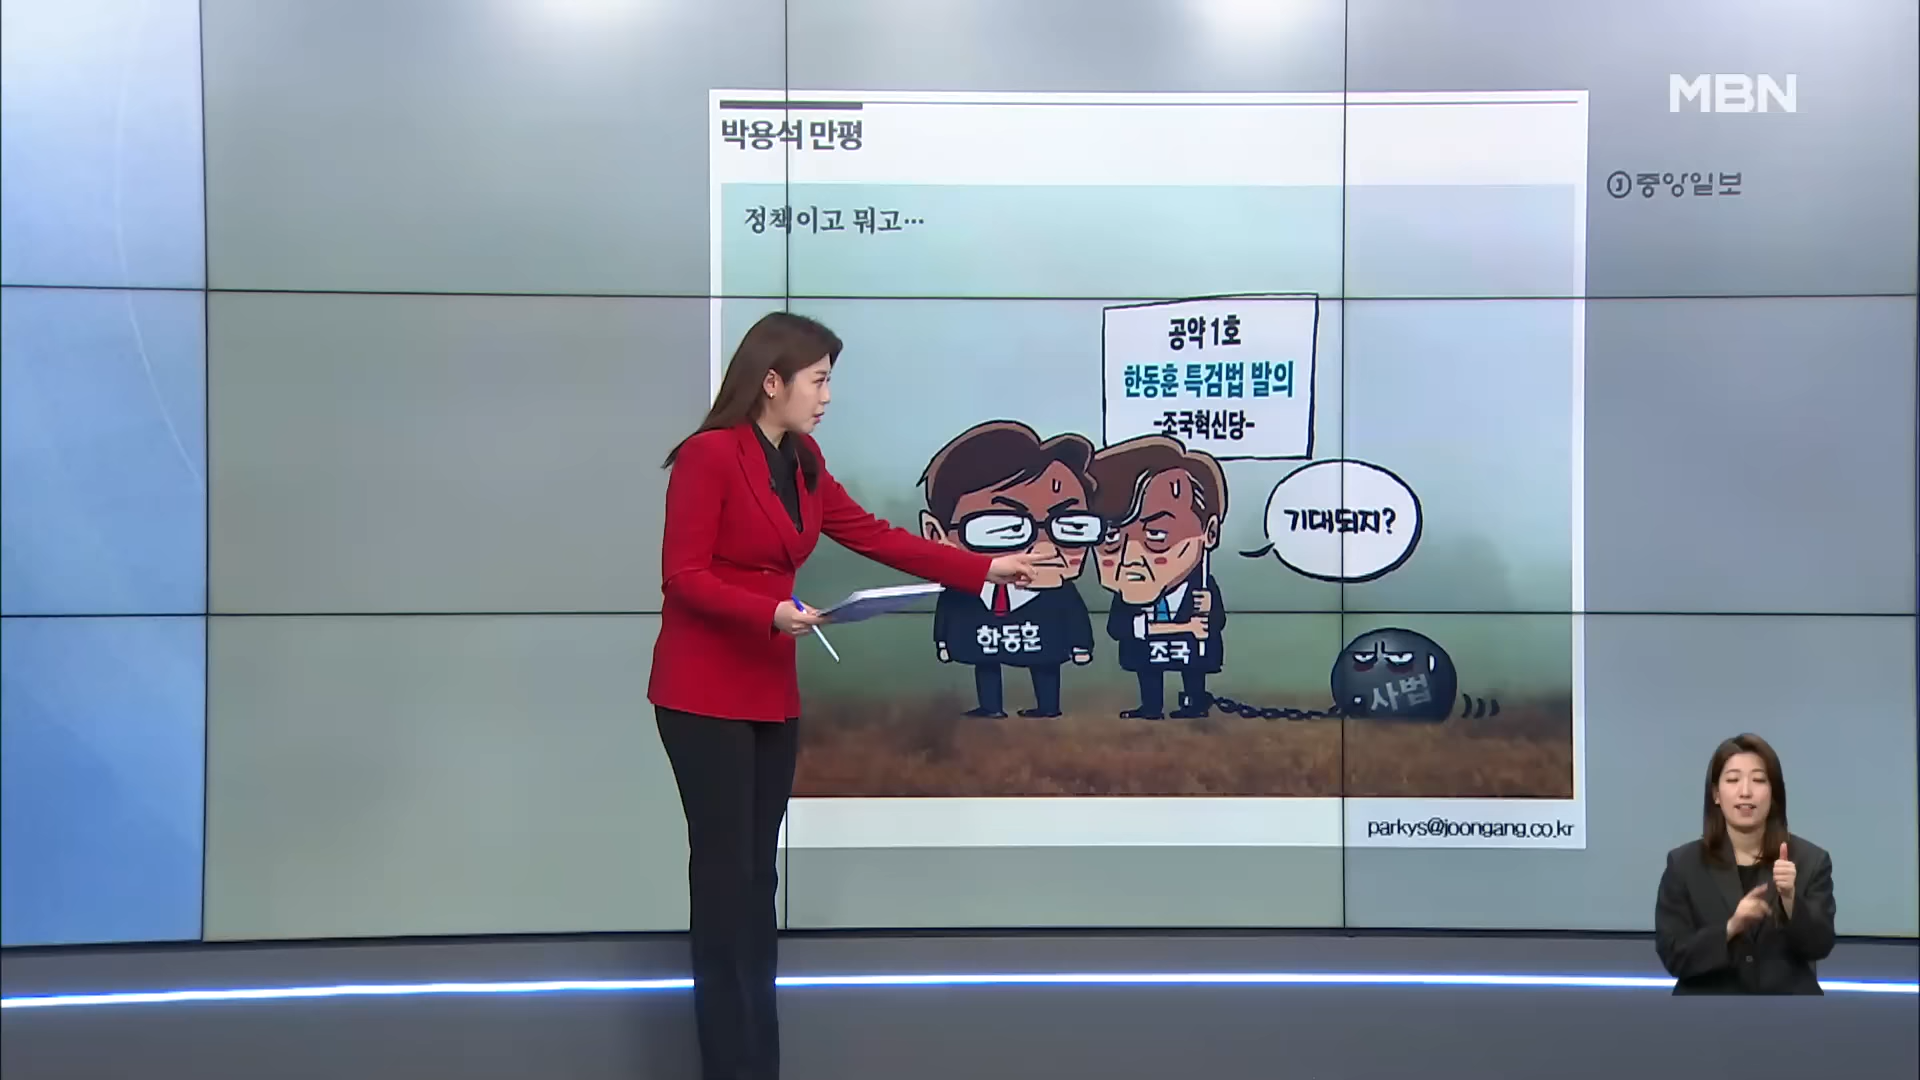 MBN
박용석 만평
중앙일보
정책이고 뭐고…
공약 1호
한동훈 특검법 발의
-조국혁신당-
기대되지?
한동훈
조국
사법
parkys@joongang.co.kr